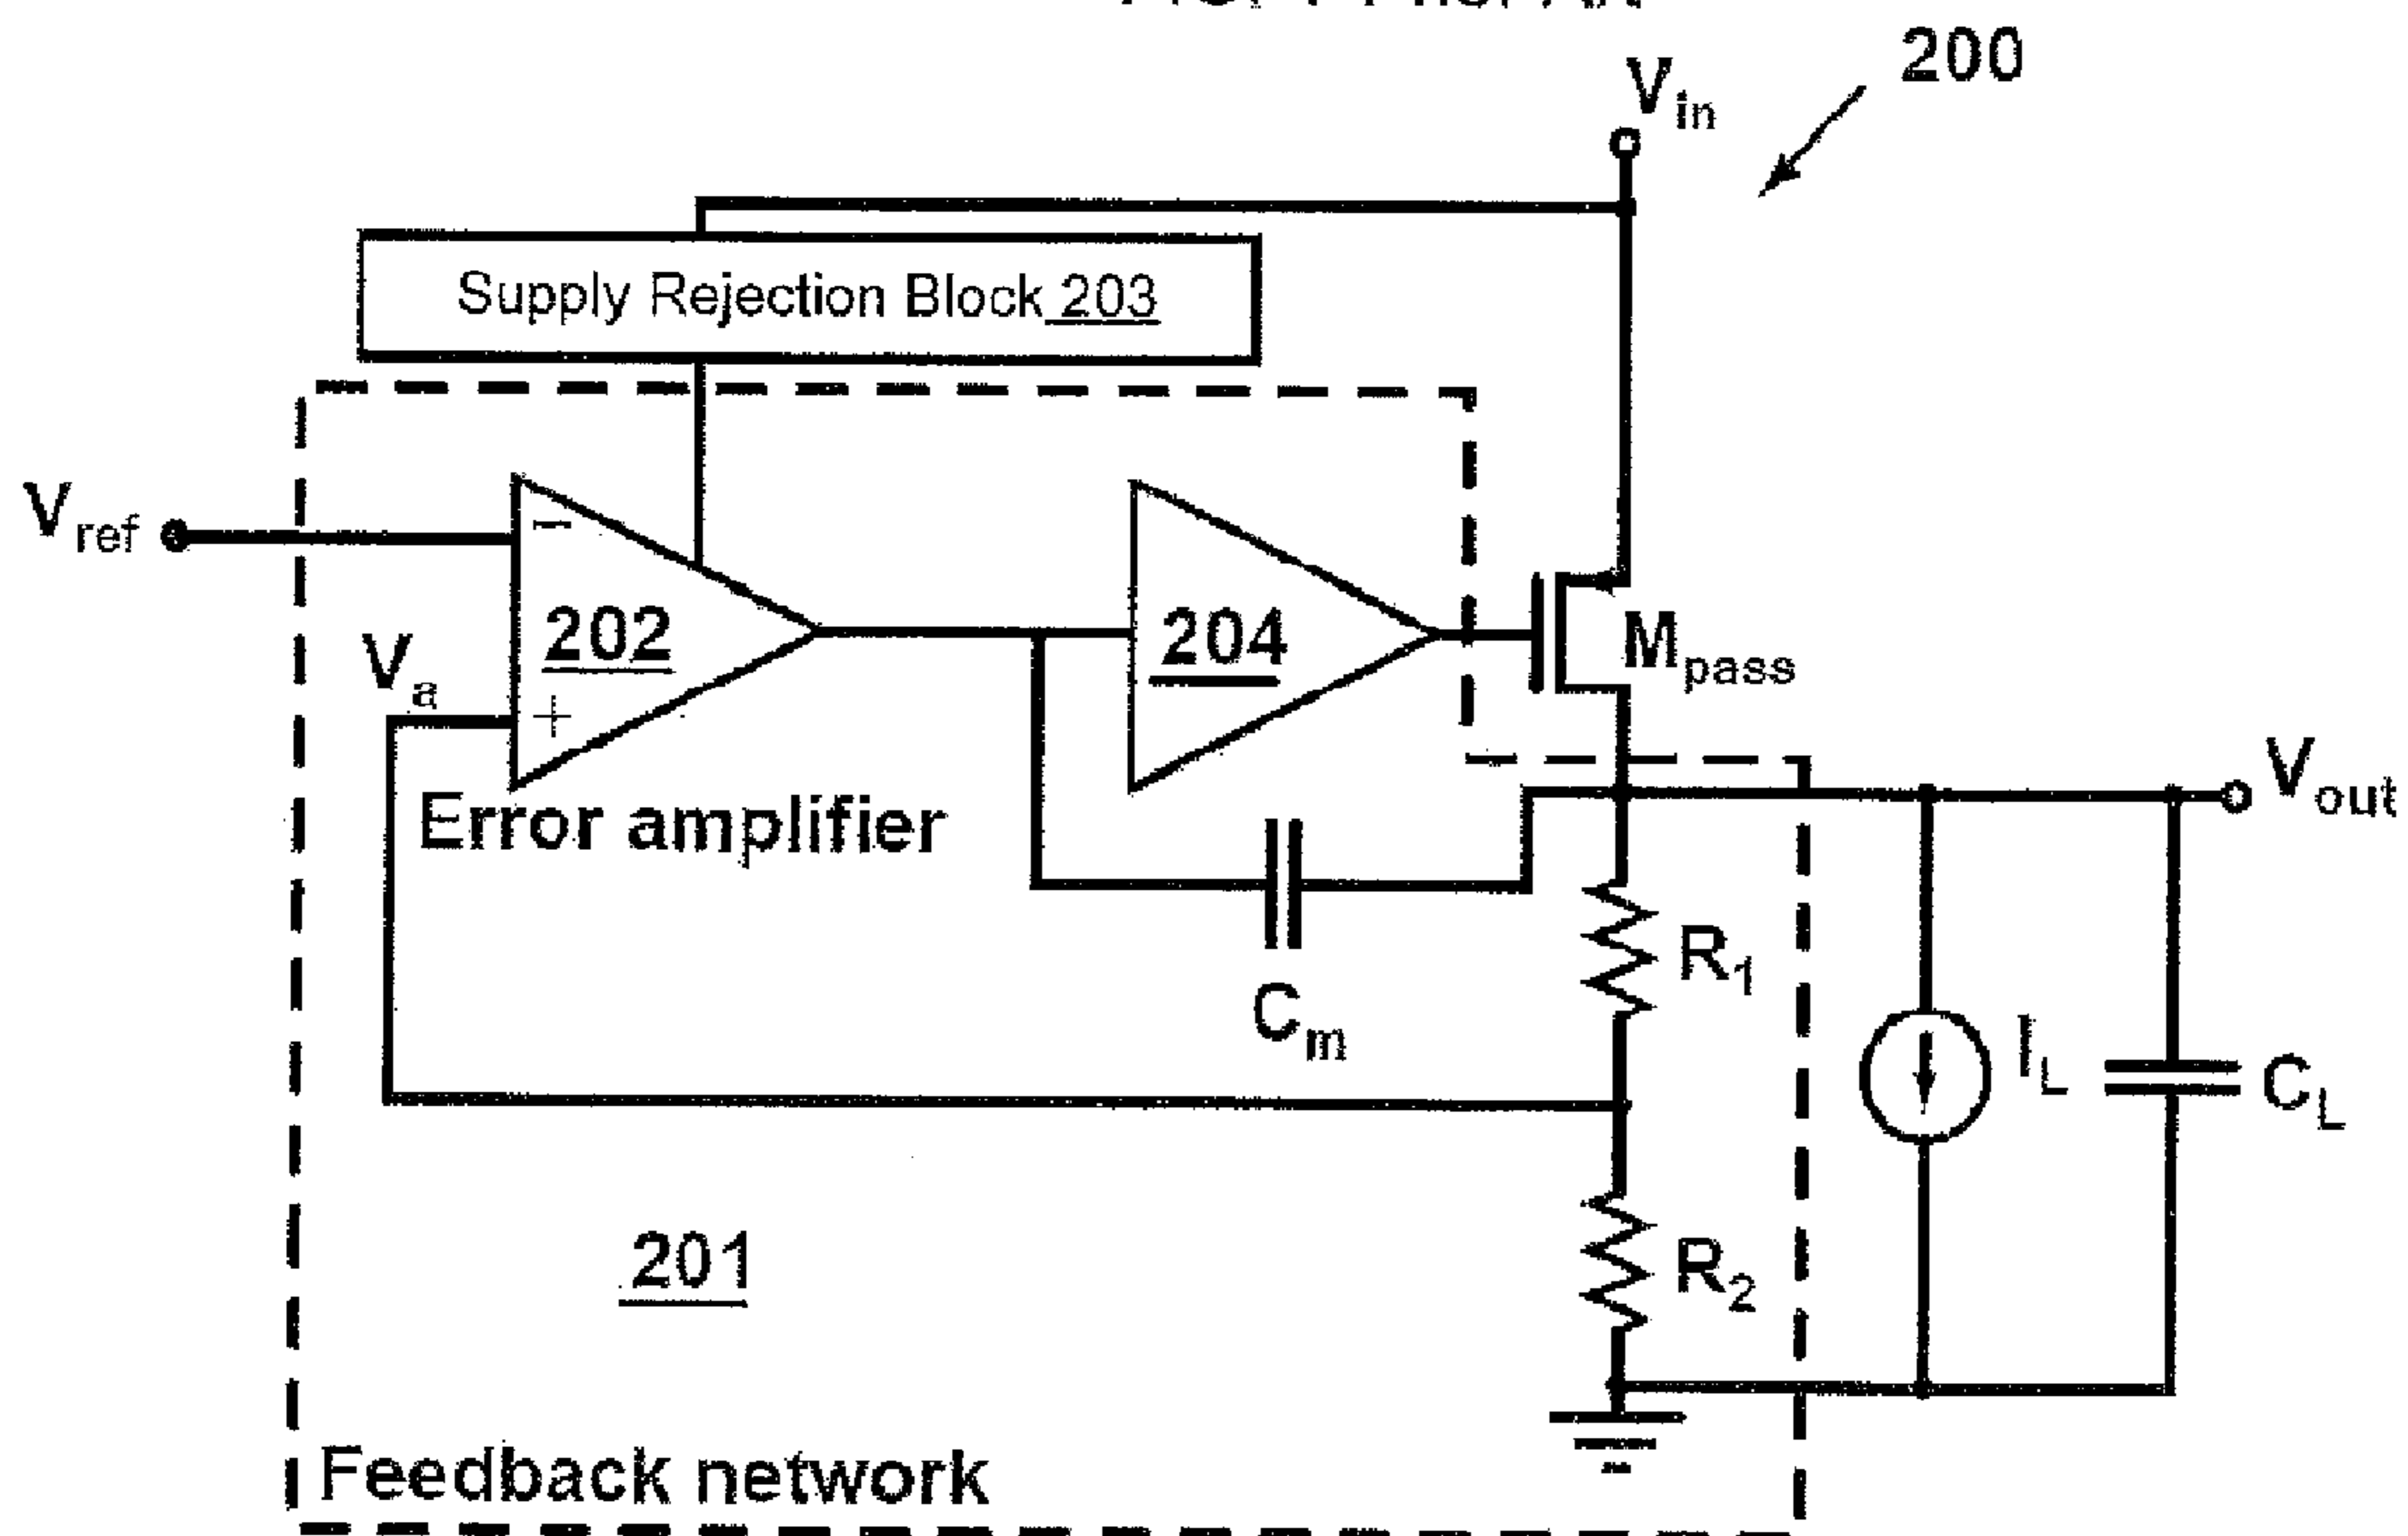 200
Vin
Supply Rejection Block 203
Vref
-
202
204
Va
+
Mpass
Error amplifier
Vout
Cm
R1
IL
CL
201
R2
Feedback network